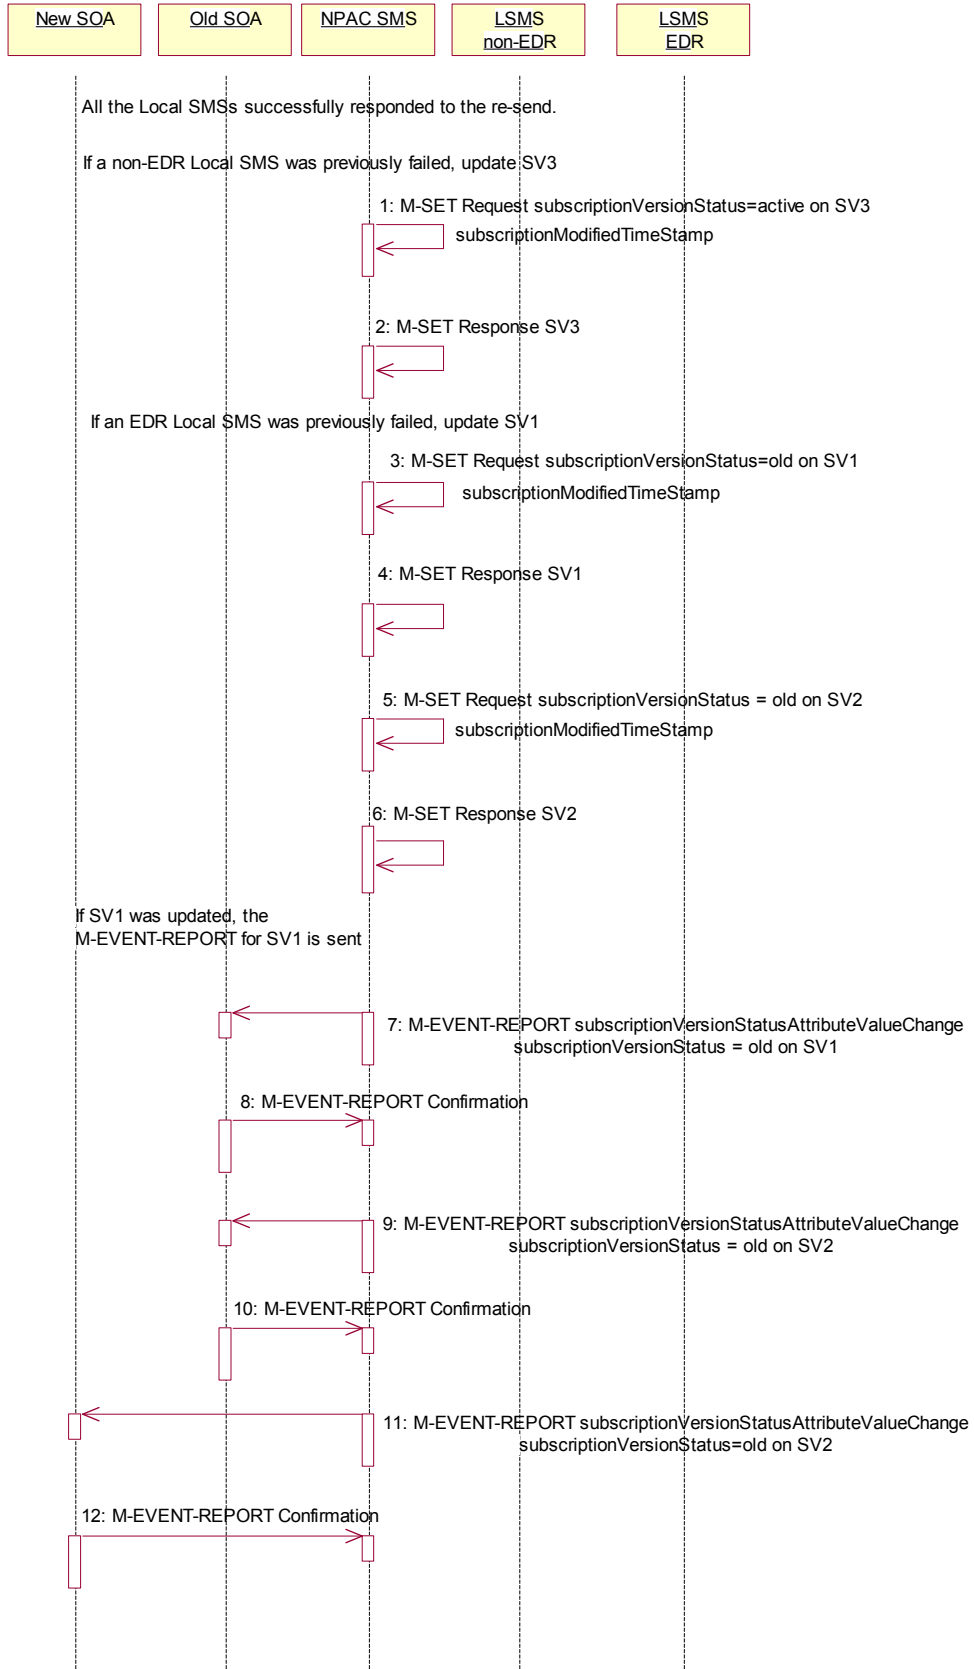 New SOA
Old SOA
NPAC SMS
LSMS
non-EDR
LSMS
EDR
All the Local SMSs successfully responded to the re-send.
If a non-EDR Local SMS was previously failed, update SV3
1: M-SET Request subscriptionVersionStatus=active on SV3
subscriptionModifiedTimeStamp
2: M-SET Response SV3
If an EDR Local SMS was previously failed, update SV1
3: M-SET Request subscriptionVersionStatus=old on SV1
subscriptionModifiedTimeStamp
4: M-SET Response SV1
5: M-SET Request subscriptionVersionStatus = old on SV2
subscriptionModifiedTimeStamp
6: M-SET Response SV2
If SV1 was updated, the
M-EVENT-REPORT for SV1 is sent
7: M-EVENT-REPORT subscriptionVersionStatusAttributeValueChange
subscriptionVersionStatus = old on SV1
8: M-EVENT-REPORT Confirmation
9: M-EVENT-REPORT subscriptionVersionStatusAttributeValueChange
subscriptionVersionStatus = old on SV2
10: M-EVENT-REPORT Confirmation
11: M-EVENT-REPORT subscriptionVersionStatusAttributeValueChange
subscriptionVersionStatus=old on SV2
12: M-EVENT-REPORT Confirmation